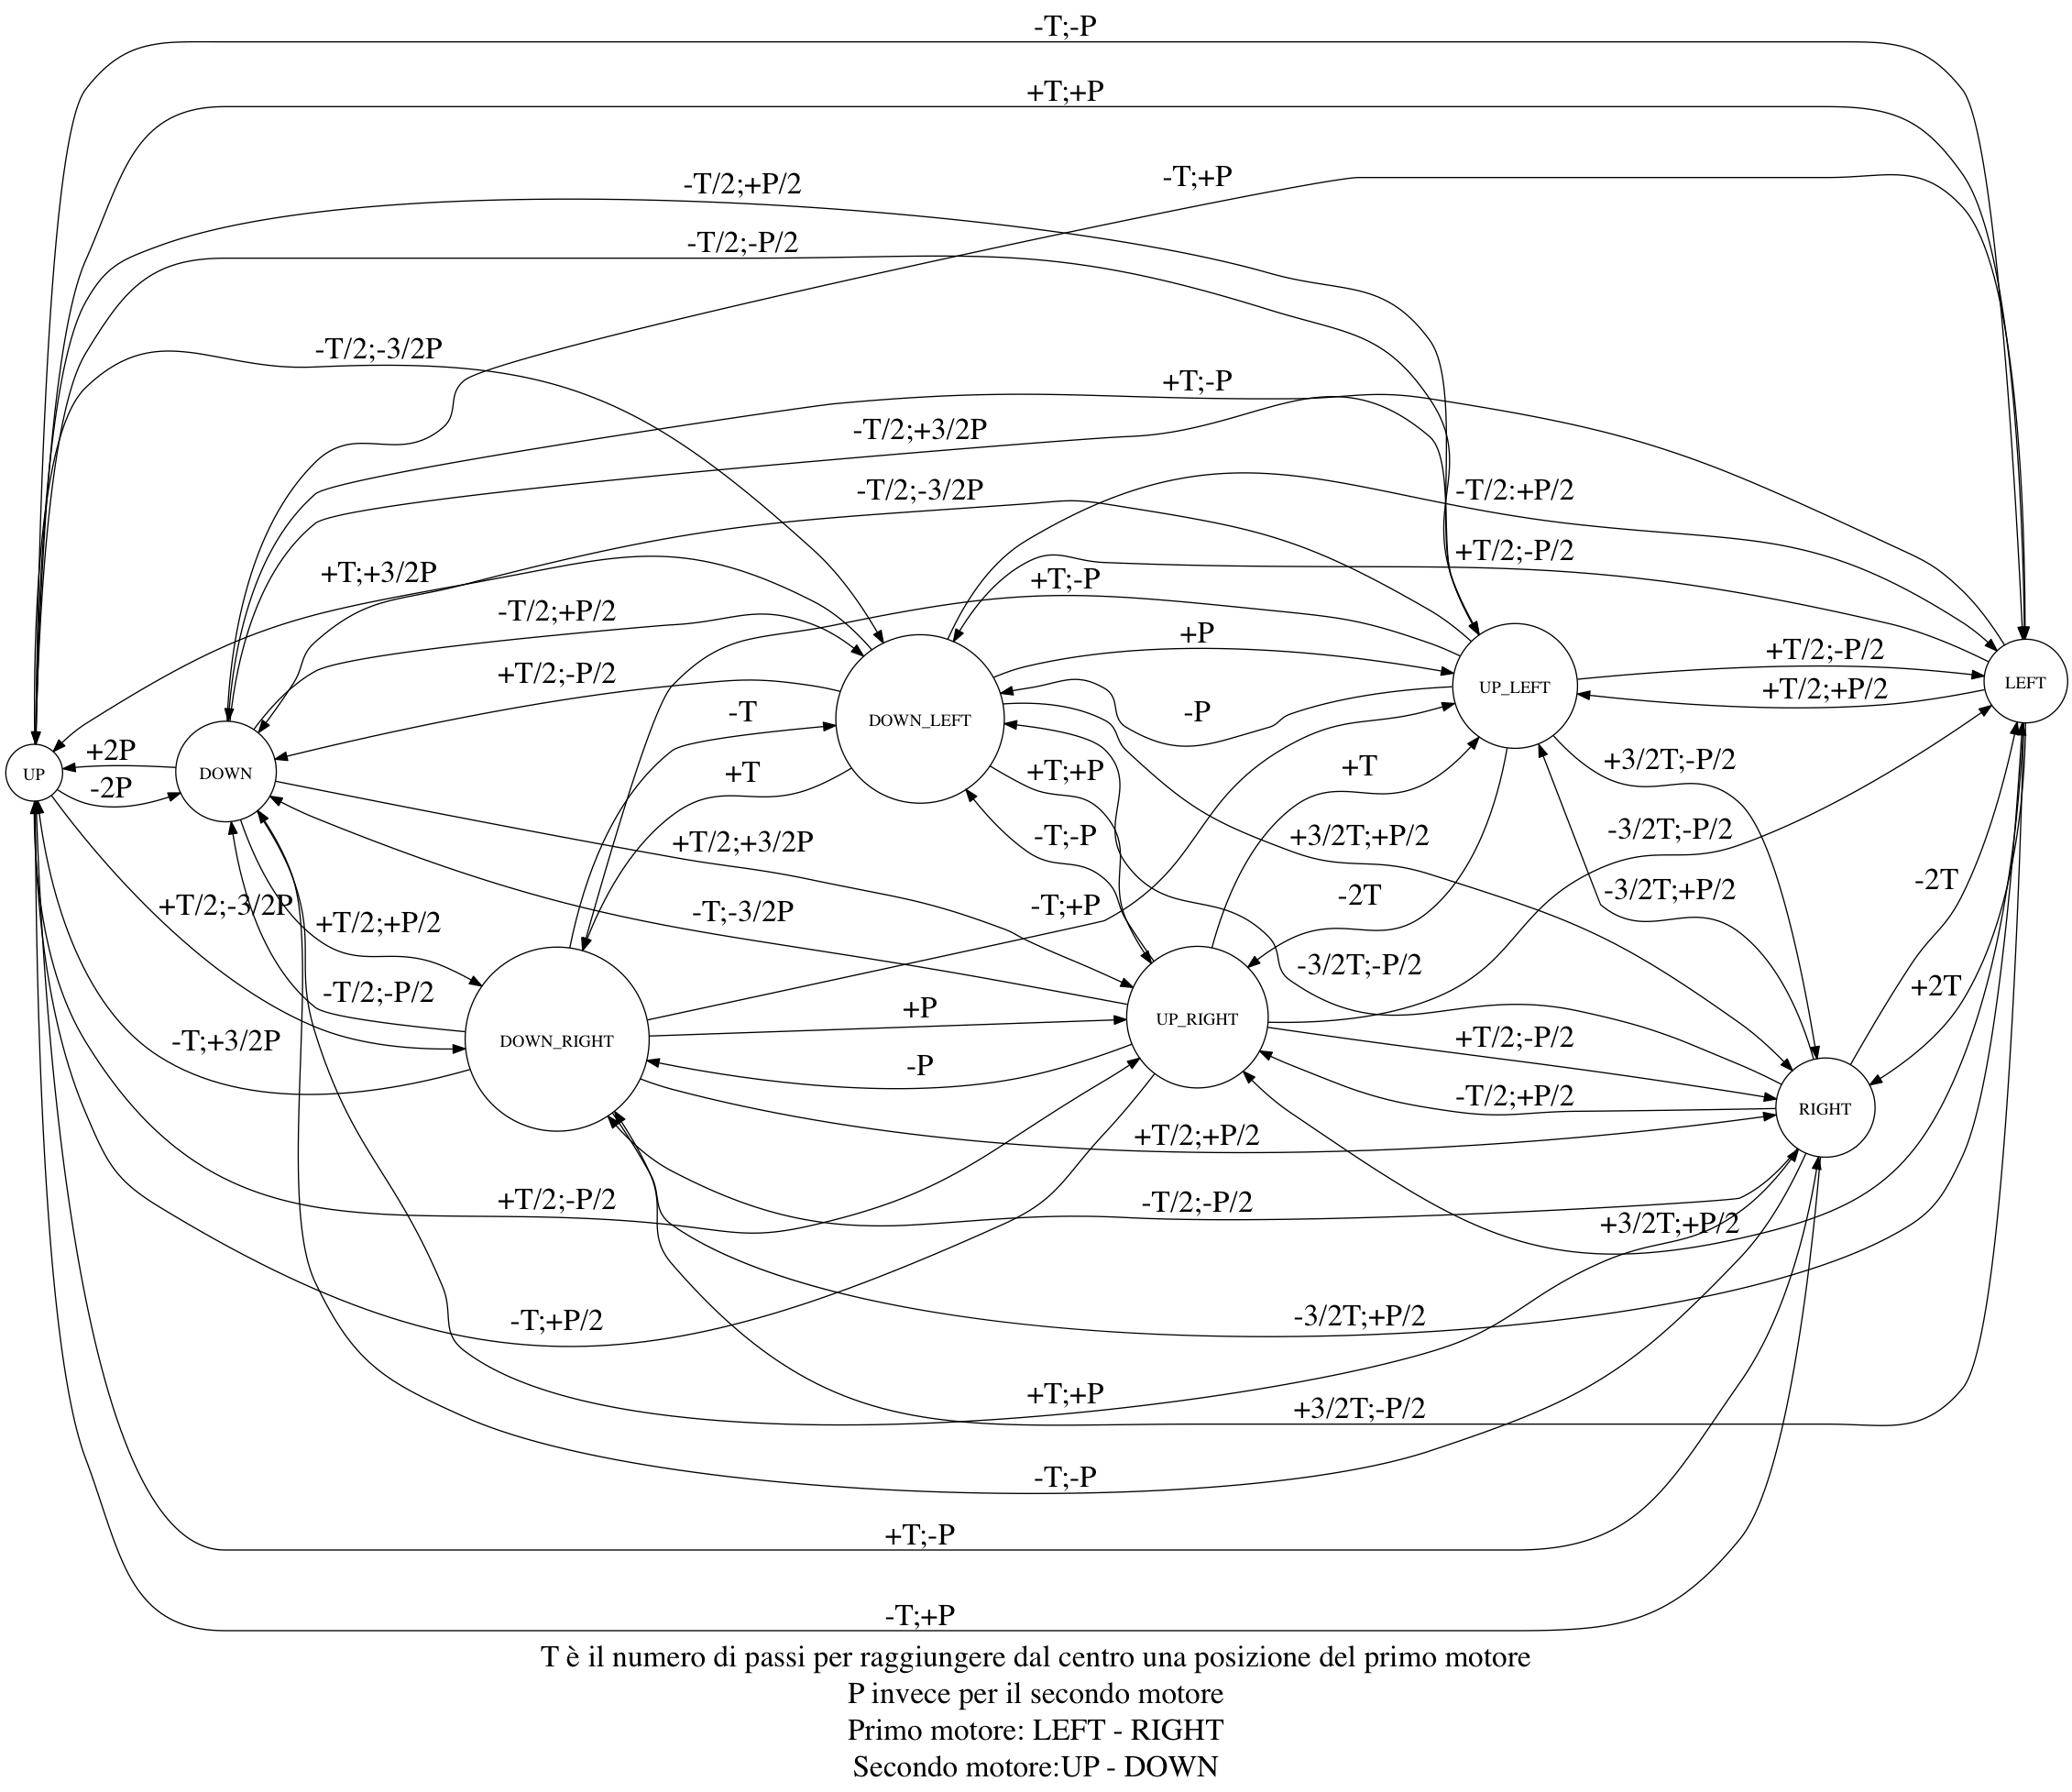 -T;-P
+T;+P
-T;+P
-T/2;+P/2
-T/2;-P/2
-T/2;-3/2P
+T;-P
-T/2;+3/2P
-T/2;-3/2P
-T/2:+P/2
+T/2;-P/2
+T;+3/2P
+T;-P
-T/2;+P/2
+P
+T/2;-P/2
+T/2;-P/2
UP_LEFT
LEFT
+T/2;+P/2
-T
-P
DOWN_LEFT
+2P
UP
DOWN
-2P
+T
+T;+P
+T
+3/2T;-P/2
+T/2;+3/2P
-T;-P
+3/2T;+P/2
-3/2T;-P/2
+T/2;-3/2P
+T/2;+P/2
-T;-3/2P
-T;+P
-2T
-3/2T;+P/2
-2T
-T/2;-P/2
-3/2T;-P/2
+2T
+P
UP_RIGHT
-T;+3/2P
DOWN_RIGHT
+T/2;-P/2
-P
-T/2;+P/2
RIGHT
+T/2;+P/2
+T/2;-P/2
-T/2;-P/2
+3/2T;+P/2
-T;+P/2
-3/2T;+P/2
+T;+P
+3/2T;-P/2
-T;-P
+T;-P
-T;+P
T è il numero di passi per raggiungere dal centro una posizione del primo motore
P invece per il secondo motore
Primo motore: LEFT - RIGHT
Secondo motore:UP - DOWN